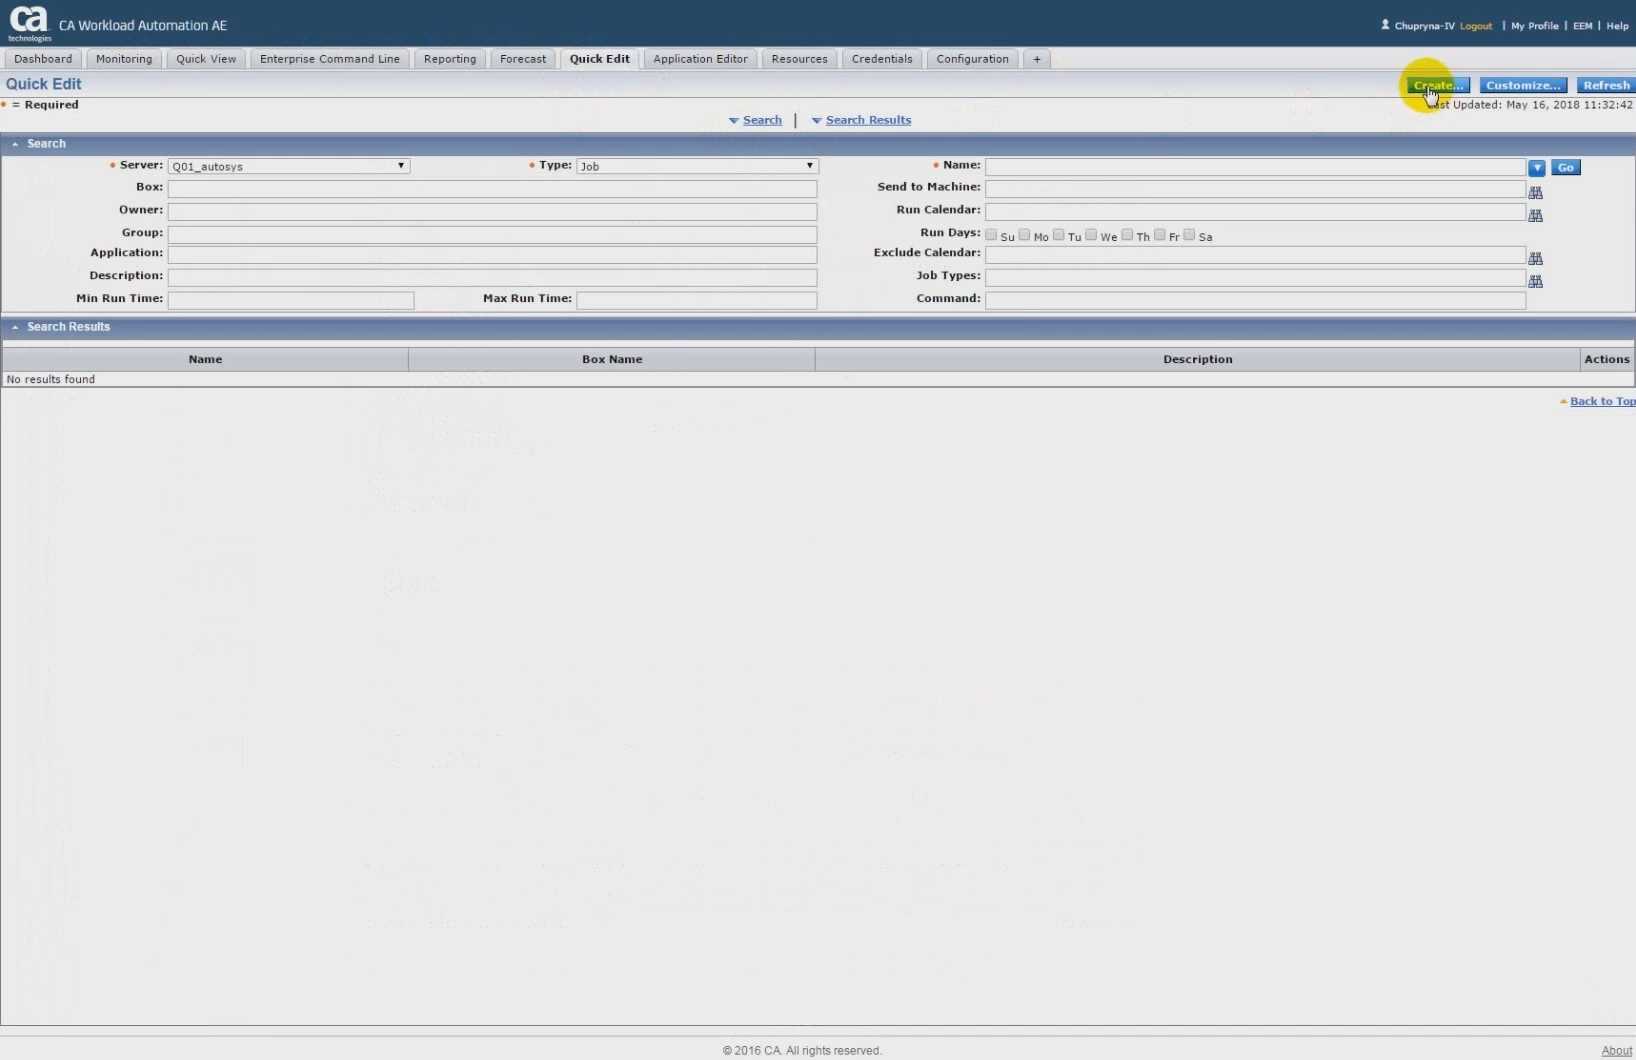 ca
technologies
CA Workload Automation AE
Chupryna-IV Logout | My Profile | EEM | Help
Dashboard Monitoring Quick View Enterprise Command Line Reporting Forecast Quick Edit Application Editor Resources Credentials Configuration +
Quick Edit
Create... Customize... Refresh
= Required
Last Updated: May 16, 2018 11:32:42
Search | Search Results
Search
Server: Q01_autosys Type: Job Name: Go
Box: Send to Machine:
Owner: Run Calendar:
Group: Run Days: Su Mo Tu We Th Fr Sa
Application: Exclude Calendar:
Description: Job Types:
Min Run Time: Max Run Time: Command:
Search Results
Name Box Name Description Actions
No results found
Back to Top
© 2016 CA. All rights reserved.
About